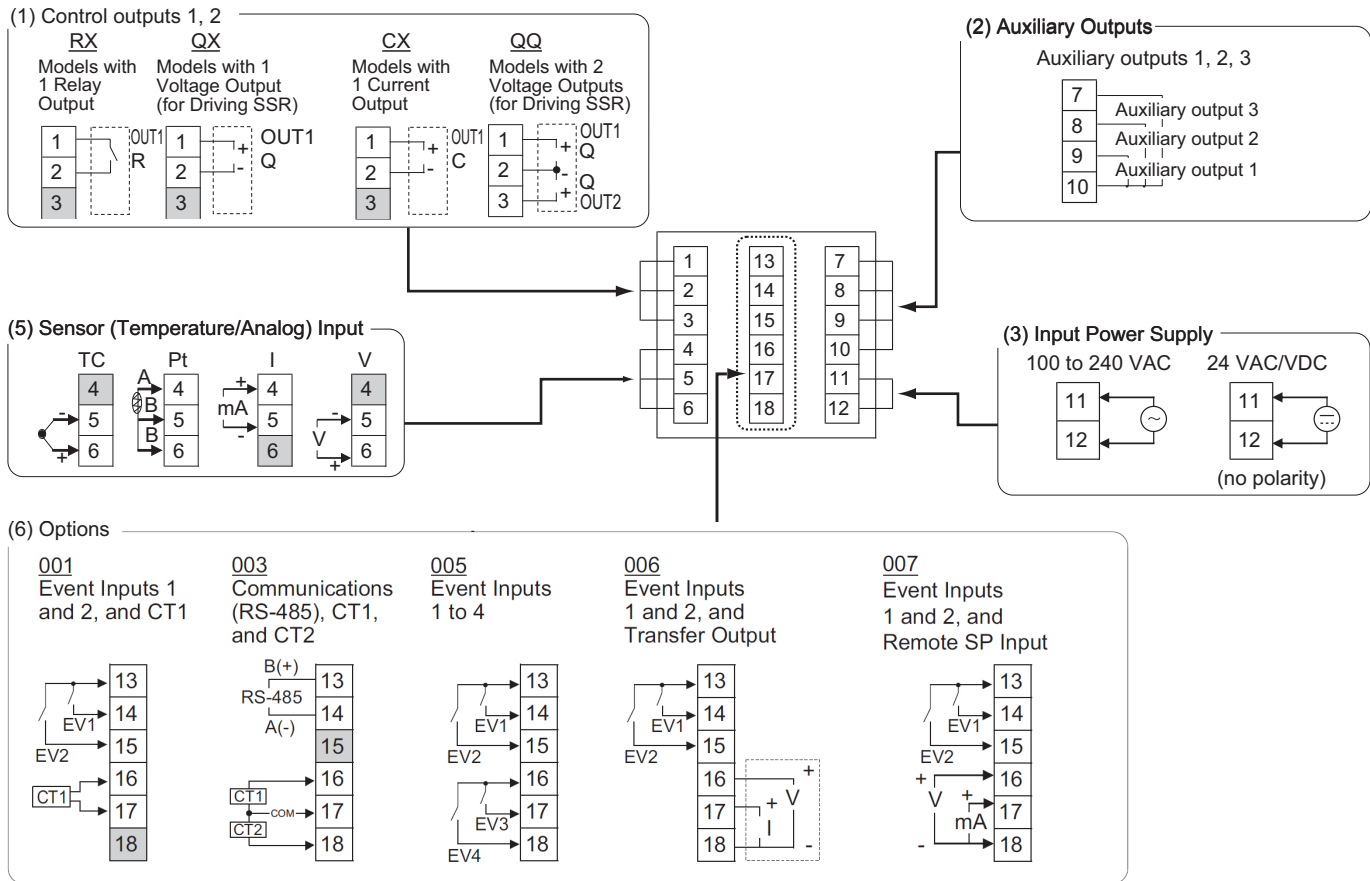 (1) Control outputs 1, 2
RX
Models with
1 Relay
Output
1
2
3
OUT1
R
QX
Models with 1
Voltage Output
(for Driving SSR)
1
2
3
+
-
OUT1
Q
CX
Models with
1 Current
Output
1
2
3
+
-
OUT1
C
QQ
Models with 2
Voltage Outputs
(for Driving SSR)
1
2
3
+
-
+
OUT1
Q
Q
OUT2
(2) Auxiliary Outputs
Auxiliary outputs 1, 2, 3
7
8
9
10
Auxiliary output 3
Auxiliary output 2
Auxiliary output 1
1
2
3
4
5
6
13
14
15
16
17
18
7
8
9
10
11
12
(5) Sensor (Temperature/Analog) Input
TC
4
5
6
-
+
Pt
A
B
B
4
5
6
I
+
mA
-
4
5
6
V
-
V
+
4
5
6
(3) Input Power Supply
100 to 240 VAC
11
12
24 VAC/VDC
11
12
(no polarity)
(6) Options
001
Event Inputs 1
and 2, and CT1
EV1
EV2
CT1
13
14
15
16
17
18
003
Communications
(RS-485), CT1,
and CT2
B(+)
RS-485
A(-)
CT1
COM
CT2
13
14
15
16
17
18
005
Event Inputs
1 to 4
EV1
EV2
EV3
EV4
13
14
15
16
17
18
006
Event Inputs
1 and 2, and
Transfer Output
EV1
EV2
13
14
15
16
17
18
+
+
V
I
-
007
Event Inputs
1 and 2, and
Remote SP Input
EV1
EV2
+
V
+
mA
-
13
14
15
16
17
18